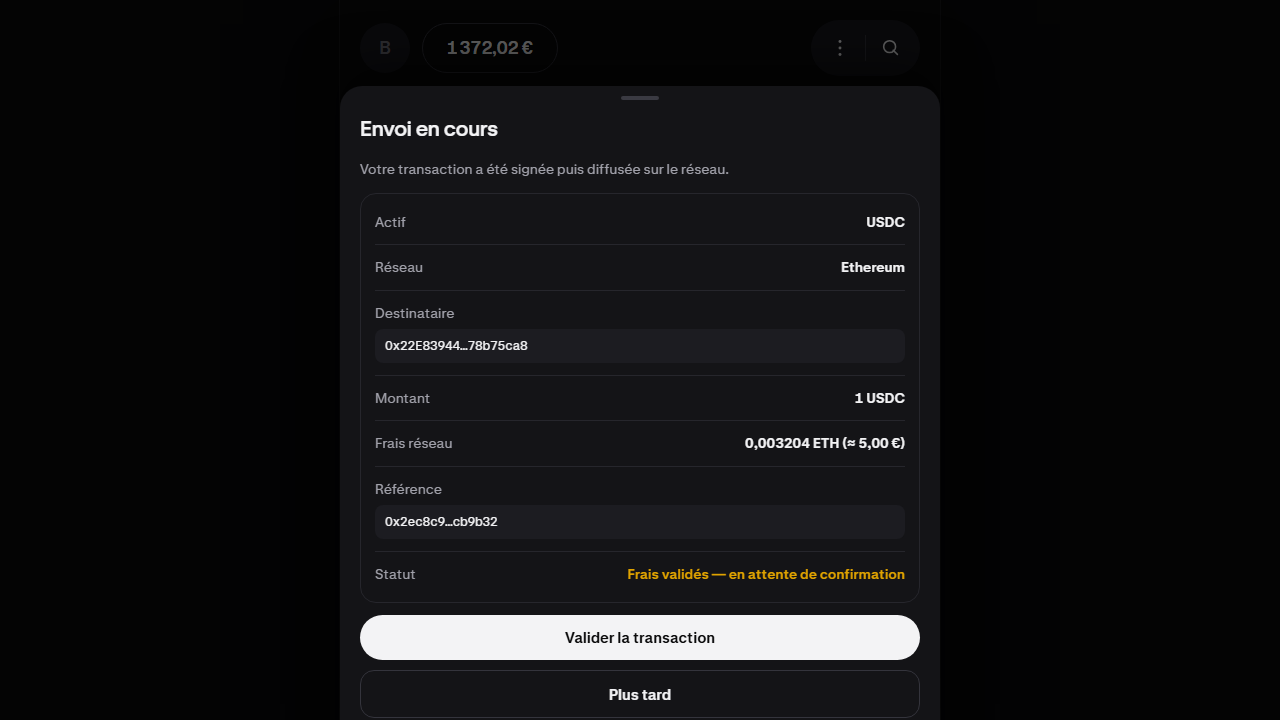 B
1 372,02 €
Envoi en cours
Votre transaction a été signée puis diffusée sur le réseau.
Actif USDC
Réseau Ethereum
Destinataire
0x22E83944…78b75ca8
Montant 1 USDC
Frais réseau 0,003204 ETH (≈ 5,00 €)
Référence
0x2ec8c9…cb9b32
Statut Frais validés — en attente de confirmation
Valider la transaction
Plus tard